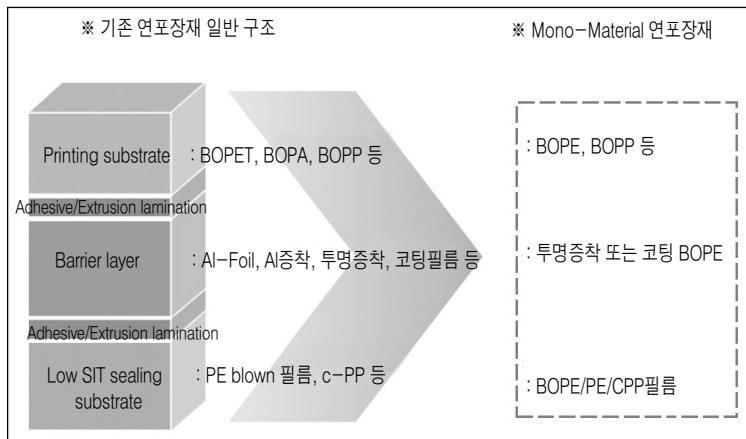 ※ 기존 연포장재 일반 구조
※ Mono-Material 연포장재
Printing substrate
: BOPET, BOPA, BOPP 등
: BOPE, BOPP 등
Adhesive/Extrusion lamination
Barrier layer
: Al-Foil, Al증착, 투명증착, 코팅필름 등
: 투명증착 또는 코팅 BOPE
Adhesive/Extrusion lamination
Low SIT sealing
substrate
: PE blown 필름, c-PP 등
: BOPE/PE/CPP필름